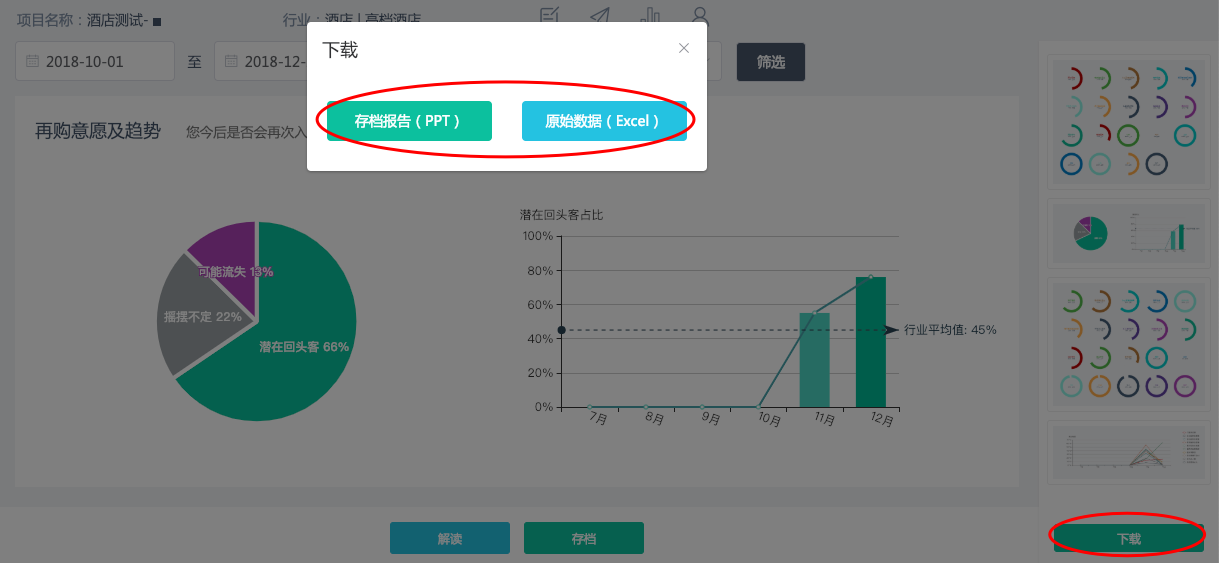 项目名称：酒店测试-
行业：酒店 | 高档酒店
下载
2018-10-01
至
2018-12-
筛选
存档报告（PPT）
原始数据（Excel）
再购意愿及趋势
您今后是否会再次入
潜在回头客占比
100%
80%
60%
40%
20%
0%
可能流失 13%
摇摆不定 22%
潜在回头客 66%
行业平均值: 45%
7月
8月
9月
10月
11月
12月
解读
存档
下载